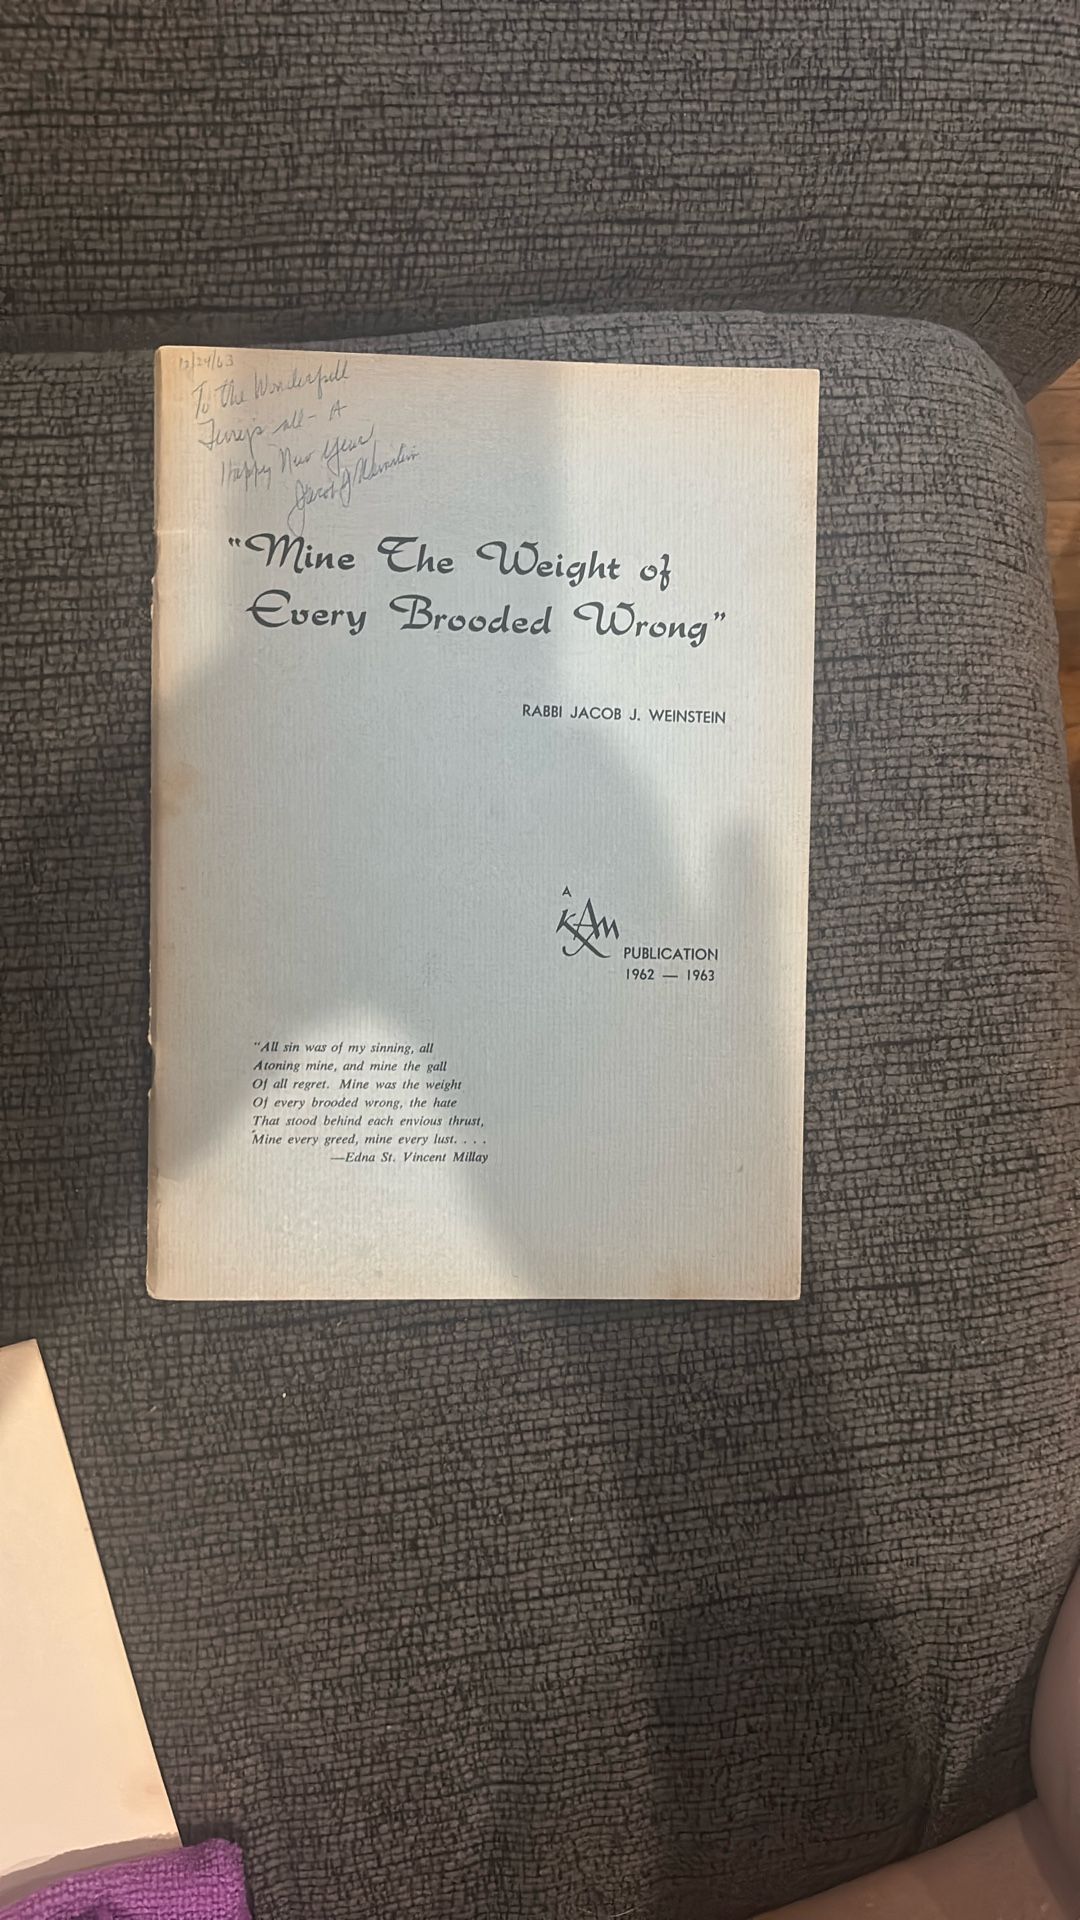 12/24/63
To the Wonderfull
all - A
Happy New Year
Jacob J Weinstein
"Mine The Weight of
Every Brooded Wrong"
RABBI JACOB J. WEINSTEIN
A
KAM
PUBLICATION
1962 — 1963
"All sin was of my sinning, all
Atoning mine, and mine the gall
Of all regret. Mine was the weight
Of every brooded wrong, the hate
That stood behind each envious thrust,
Mine every greed, mine every lust. . . .
—Edna St. Vincent Millay